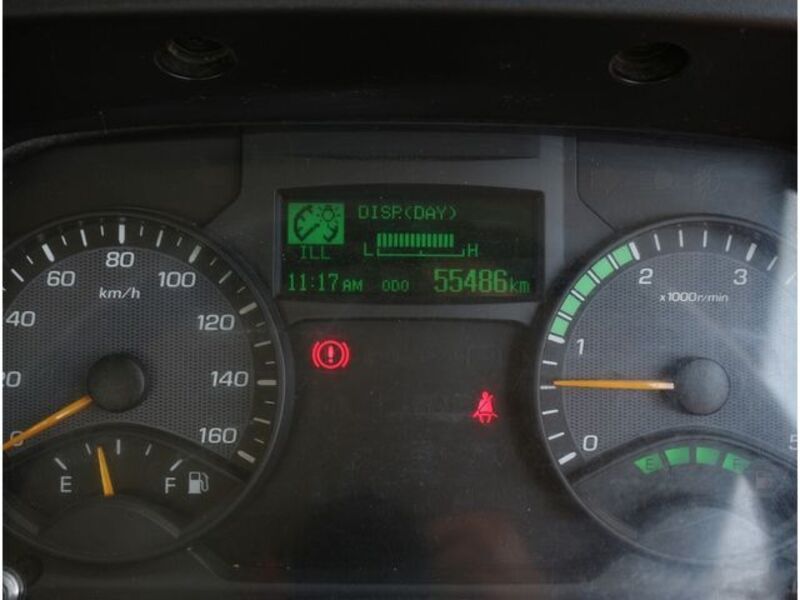 DISP.(DAY)
ILL
L H
11:17AM ODO 55486km
20 40 60 80 100 120 140 160
km/h
E F
0 1 2 3
x1000r/min
E E